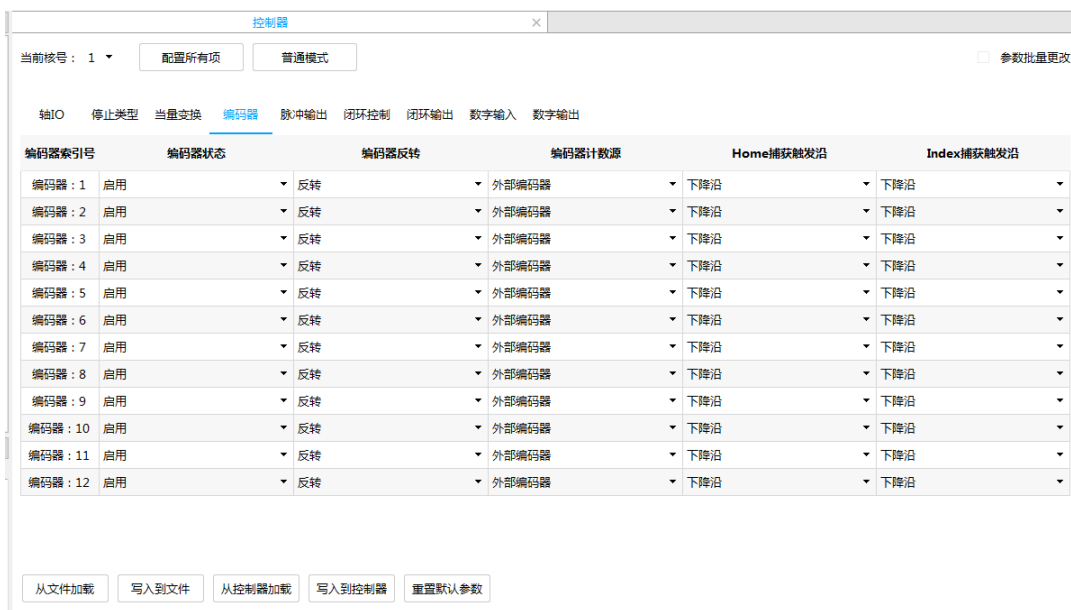 控制器
当前核号： 1 配置所有项 普通模式 参数批量更改
轴IO 停止类型 当量变换 编码器 脉冲输出 闭环控制 闭环输出 数字输入 数字输出
编码器索引号 编码器状态 编码器反转 编码器计数源 Home捕获触发沿 Index捕获触发沿
编码器：1 启用 反转 外部编码器 下降沿 下降沿
编码器：2 启用 反转 外部编码器 下降沿 下降沿
编码器：3 启用 反转 外部编码器 下降沿 下降沿
编码器：4 启用 反转 外部编码器 下降沿 下降沿
编码器：5 启用 反转 外部编码器 下降沿 下降沿
编码器：6 启用 反转 外部编码器 下降沿 下降沿
编码器：7 启用 反转 外部编码器 下降沿 下降沿
编码器：8 启用 反转 外部编码器 下降沿 下降沿
编码器：9 启用 反转 外部编码器 下降沿 下降沿
编码器：10 启用 反转 外部编码器 下降沿 下降沿
编码器：11 启用 反转 外部编码器 下降沿 下降沿
编码器：12 启用 反转 外部编码器 下降沿 下降沿
从文件加载 写入到文件 从控制器加载 写入到控制器 重置默认参数